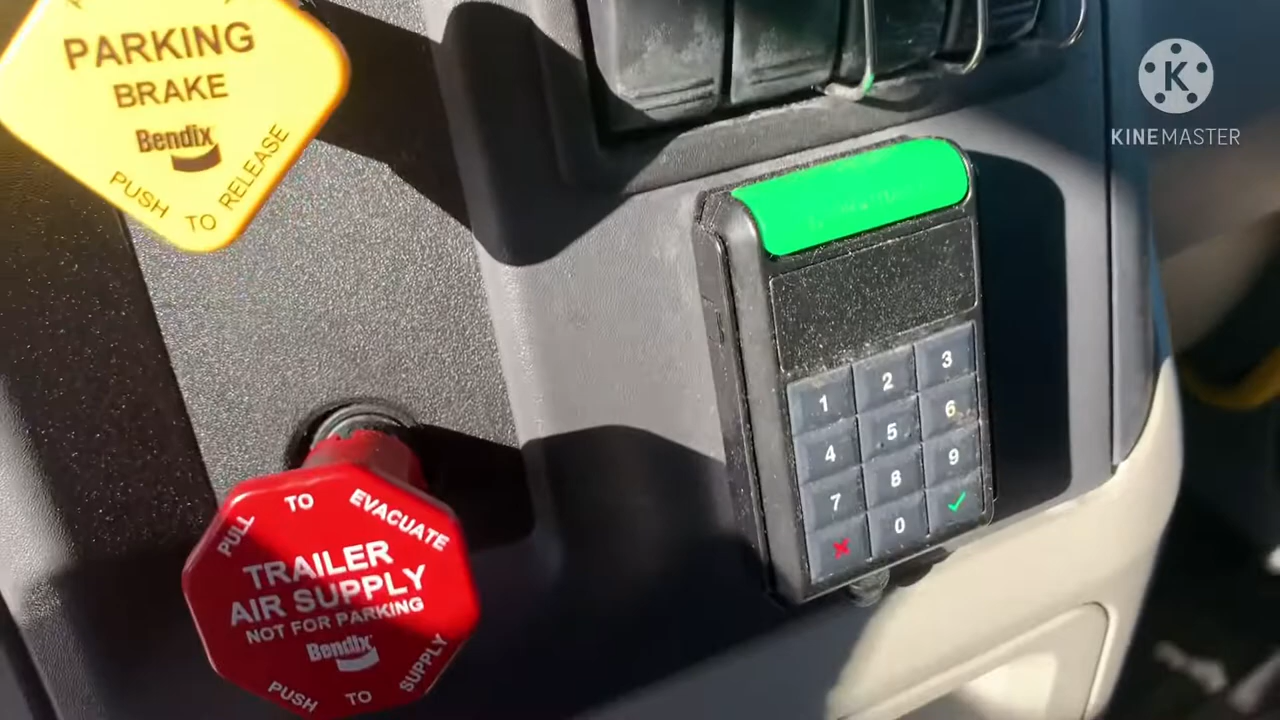 PARKING
BRAKE
Bendix
PUSH TO RELEASE
K
KINEMASTER
1 2 3
4 5 6
7 8 9
0
PULL TO EVACUATE
TRAILER
AIR SUPPLY
NOT FOR PARKING
Bendix
PUSH TO SUPPLY